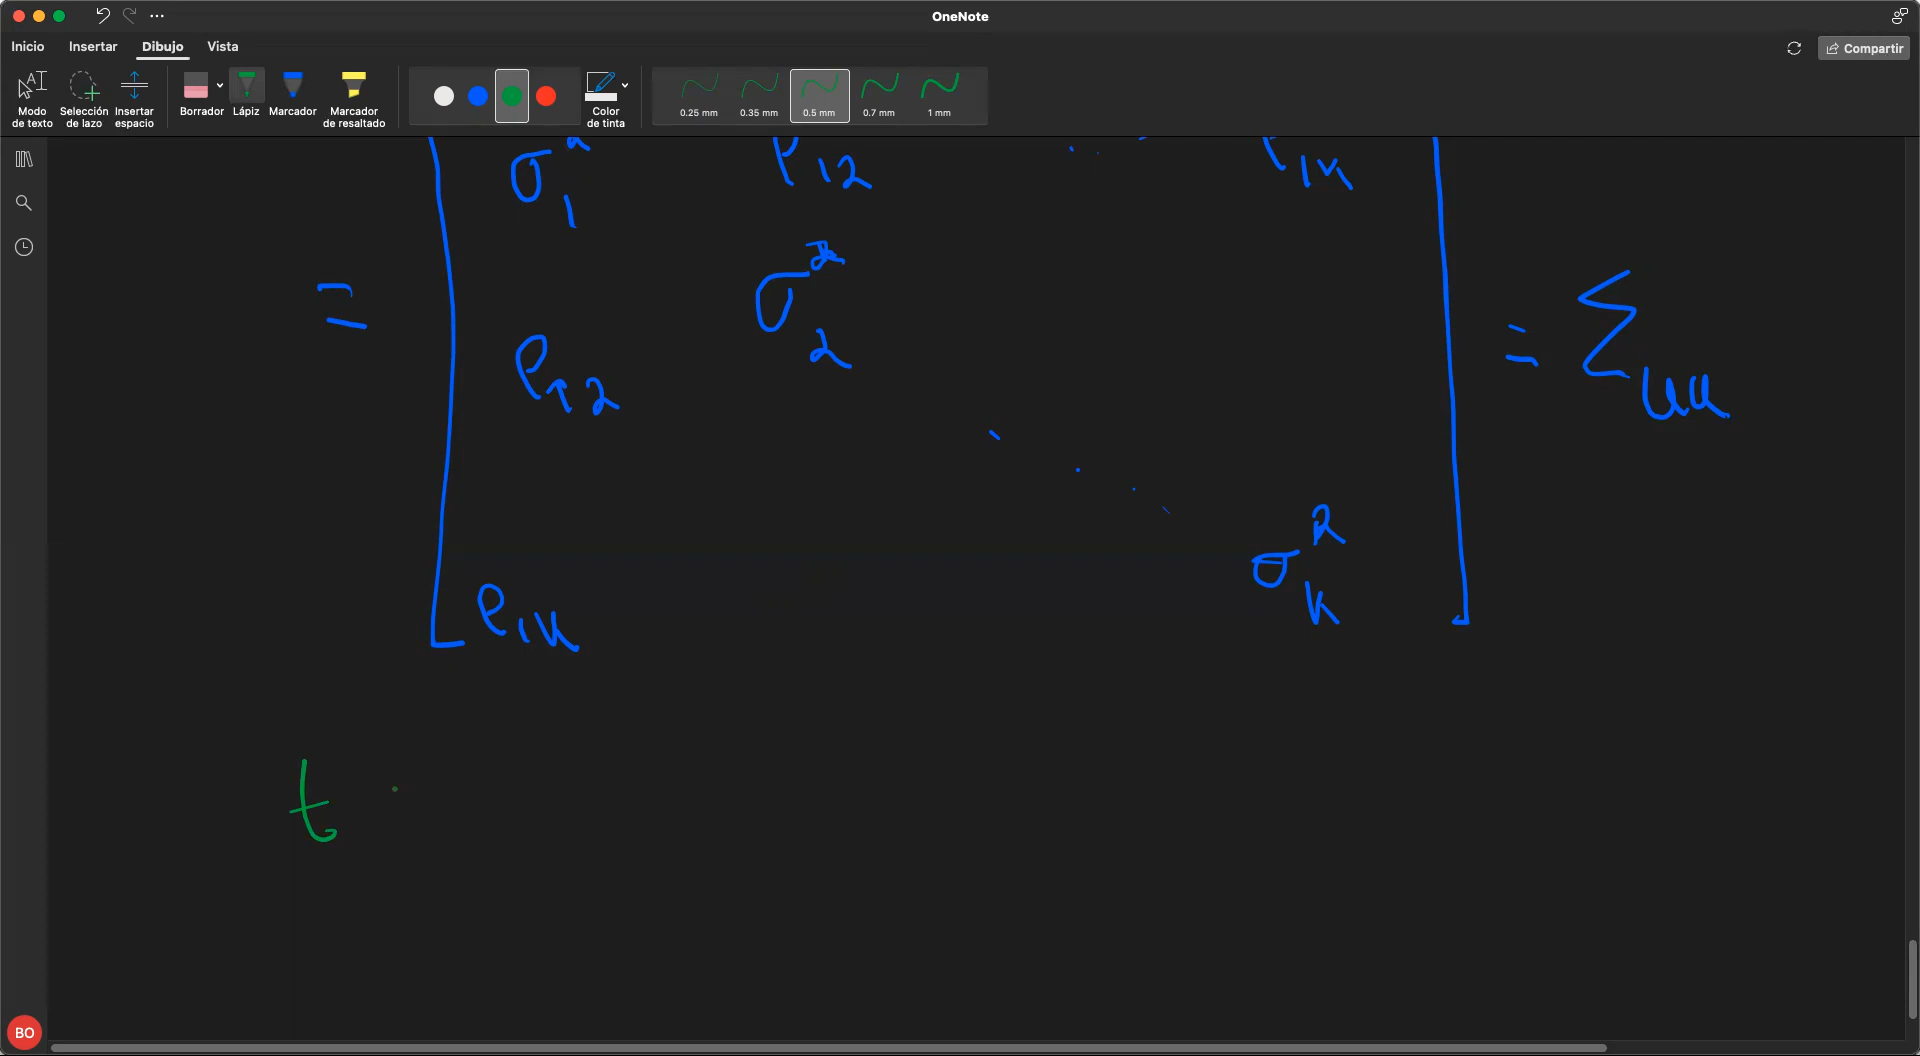 OneNote
Inicio Insertar Dibujo Vista
Compartir
Modo de texto
Selección de lazo
Insertar espacio
Borrador
Lápiz
Marcador
Marcador de resaltado
Color de tinta
0.25 mm
0.35 mm
0.5 mm
0.7 mm
1 mm
σ₁² ρ₁₂ ... ρ₁ₖ
= ρ₁₂ σ₂² = Σᵤᵤ
ρ₁ₖ σₖ²
t
BO